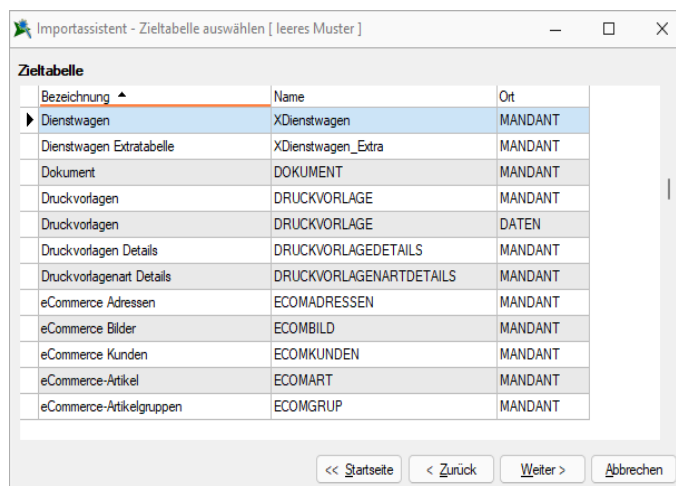 Importassistent - Zieltabelle auswählen [ leeres Muster ]
Zieltabelle
Bezeichnung Name Ort
Dienstwagen XDienstwagen MANDANT
Dienstwagen Extratabelle XDienstwagen_Extra MANDANT
Dokument DOKUMENT MANDANT
Druckvorlagen DRUCKVORLAGE MANDANT
Druckvorlagen DRUCKVORLAGE DATEN
Druckvorlagen Details DRUCKVORLAGEDETAILS MANDANT
Druckvorlagenart Details DRUCKVORLAGENARTDETAILS MANDANT
eCommerce Adressen ECOMADRESSEN MANDANT
eCommerce Bilder ECOMBILD MANDANT
eCommerce Kunden ECOMKUNDEN MANDANT
eCommerce-Artikel ECOMART MANDANT
eCommerce-Artikelgruppen ECOMGRUP MANDANT
<< Startseite < Zurück Weiter > Abbrechen